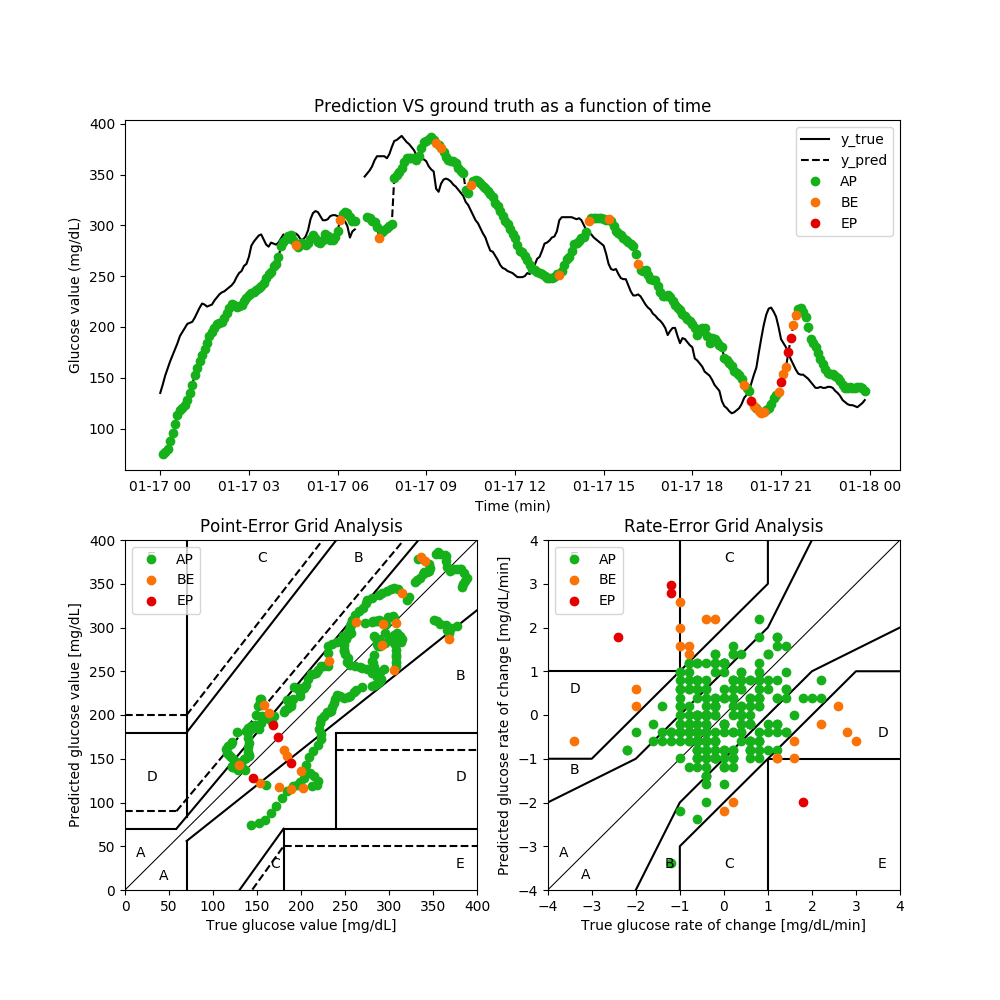 Prediction VS ground truth as a function of time
Glucose value (mg/dL)
400
350
300
250
200
150
100
y_true
y_pred
AP
BE
EP
01-17 00 01-17 03 01-17 06 01-17 09 01-17 12 01-17 15 01-17 18 01-17 21 01-18 00
Time (min)
Point-Error Grid Analysis
Predicted glucose value [mg/dL]
400
350
300
250
200
150
100
50
0
AP
BE
EP
C
B
B
D
D
A
A
C
E
0 50 100 150 200 250 300 350 400
True glucose value [mg/dL]
Rate-Error Grid Analysis
Predicted glucose rate of change [mg/dL/min]
4
3
2
1
0
−1
−2
−3
−4
AP
BE
EP
C
D
D
B
A
A
B
C
E
−4 −3 −2 −1 0 1 2 3 4
True glucose rate of change [mg/dL/min]